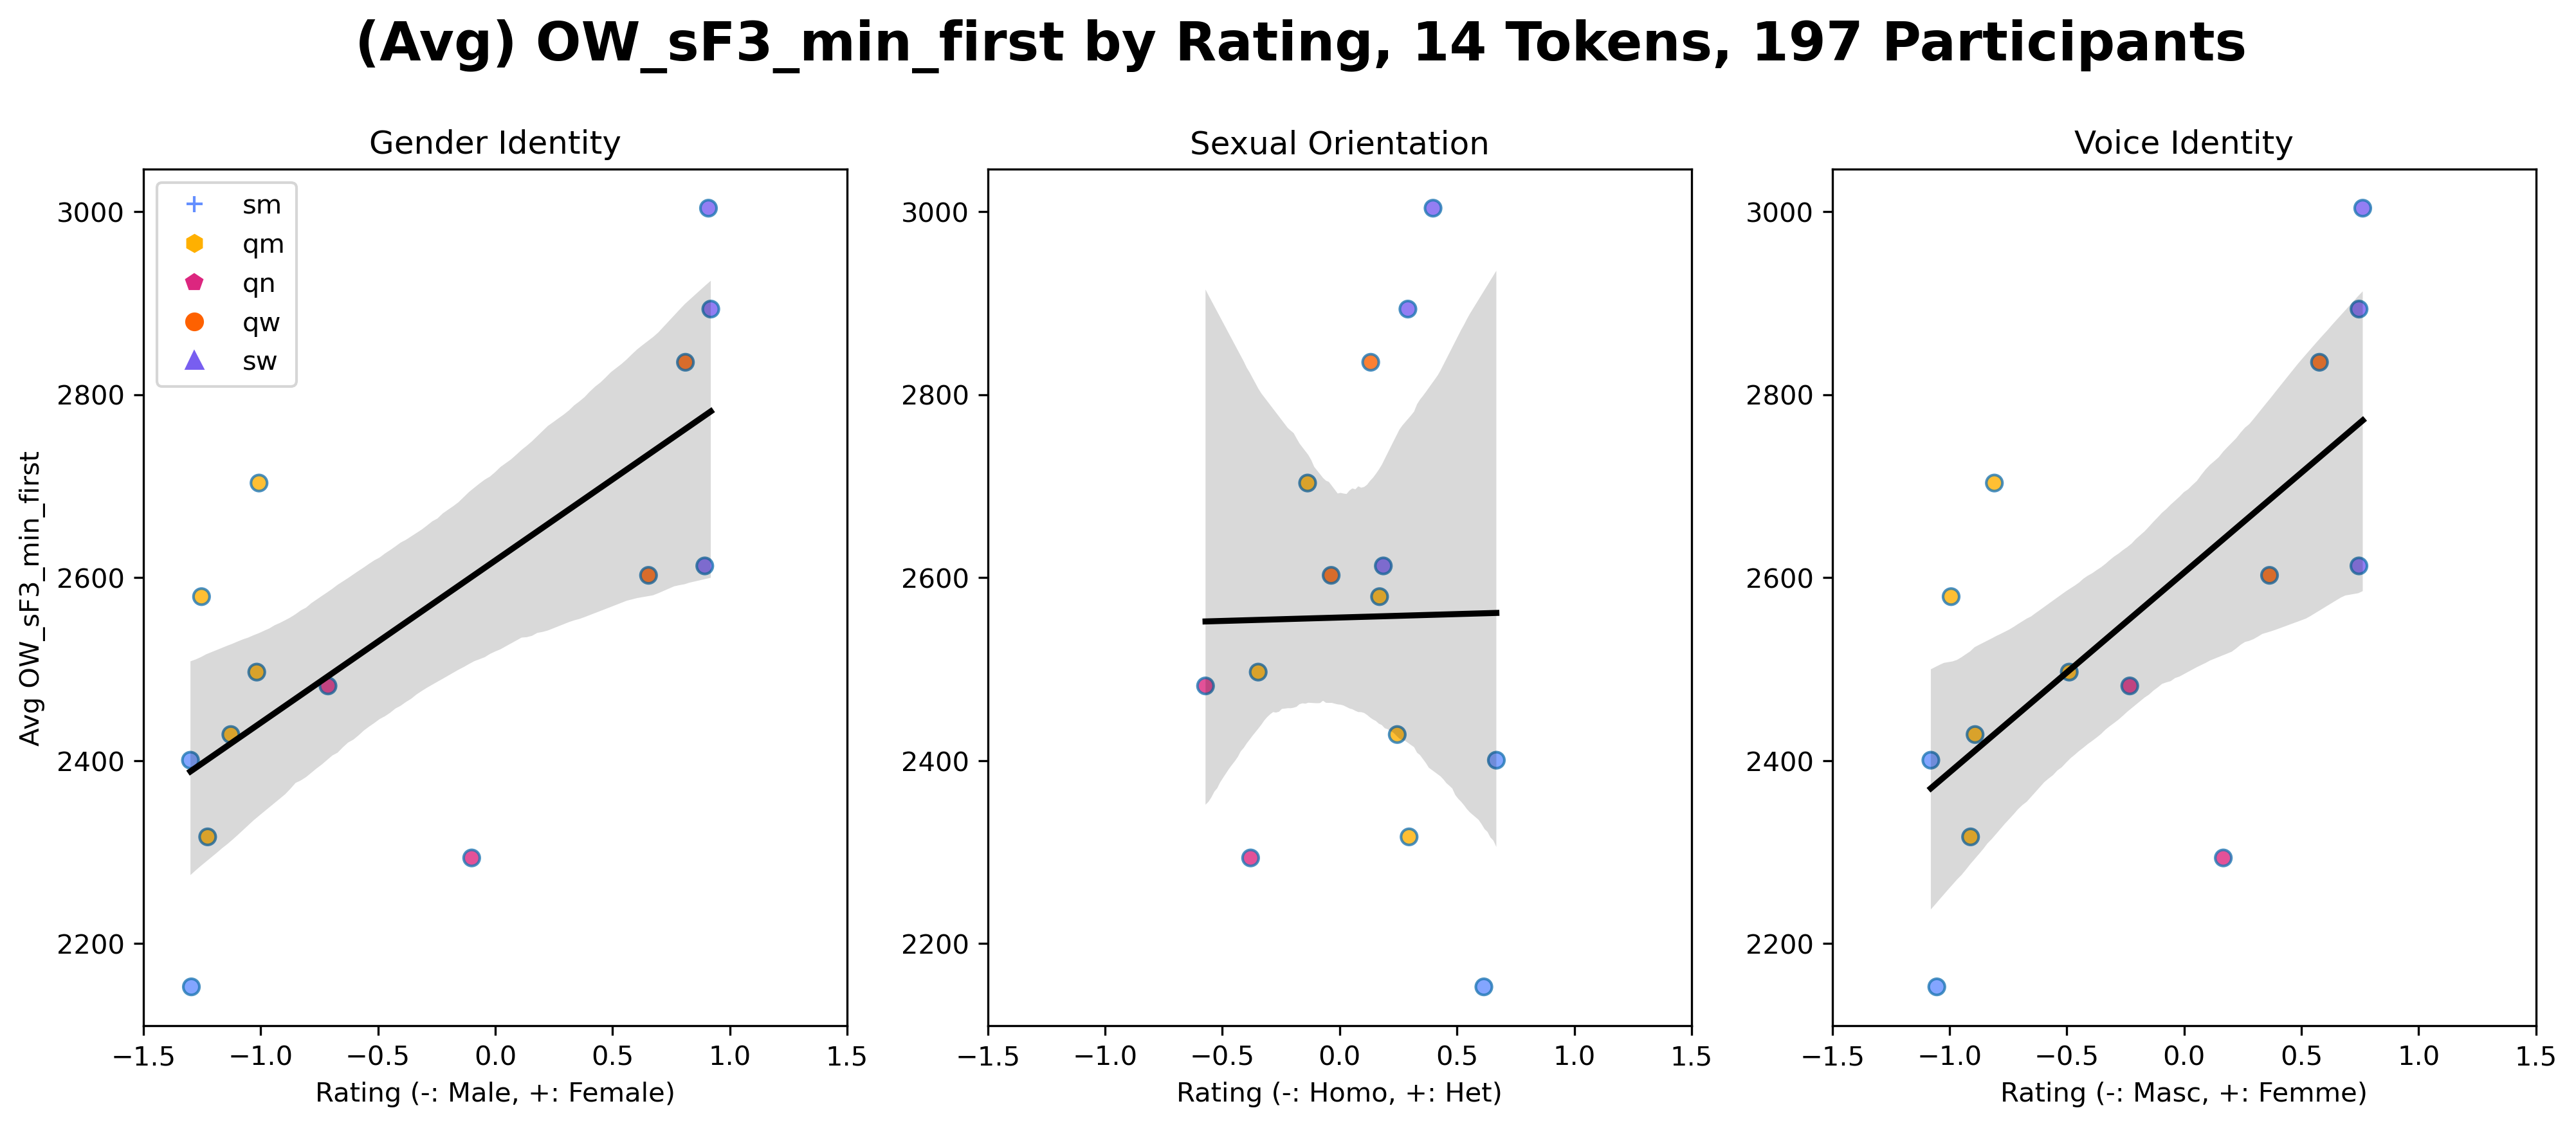 (Avg) OW_sF3_min_first by Rating, 14 Tokens, 197 Participants
Gender Identity
Sexual Orientation
Voice Identity
sm
qm
qn
qw
sw
Avg OW_sF3_min_first
3000
2800
2600
2400
2200
−1.5 −1.0 −0.5 0.0 0.5 1.0 1.5
Rating (-: Male, +: Female)
3000
2800
2600
2400
2200
−1.5 −1.0 −0.5 0.0 0.5 1.0 1.5
Rating (-: Homo, +: Het)
3000
2800
2600
2400
2200
−1.5 −1.0 −0.5 0.0 0.5 1.0 1.5
Rating (-: Masc, +: Femme)